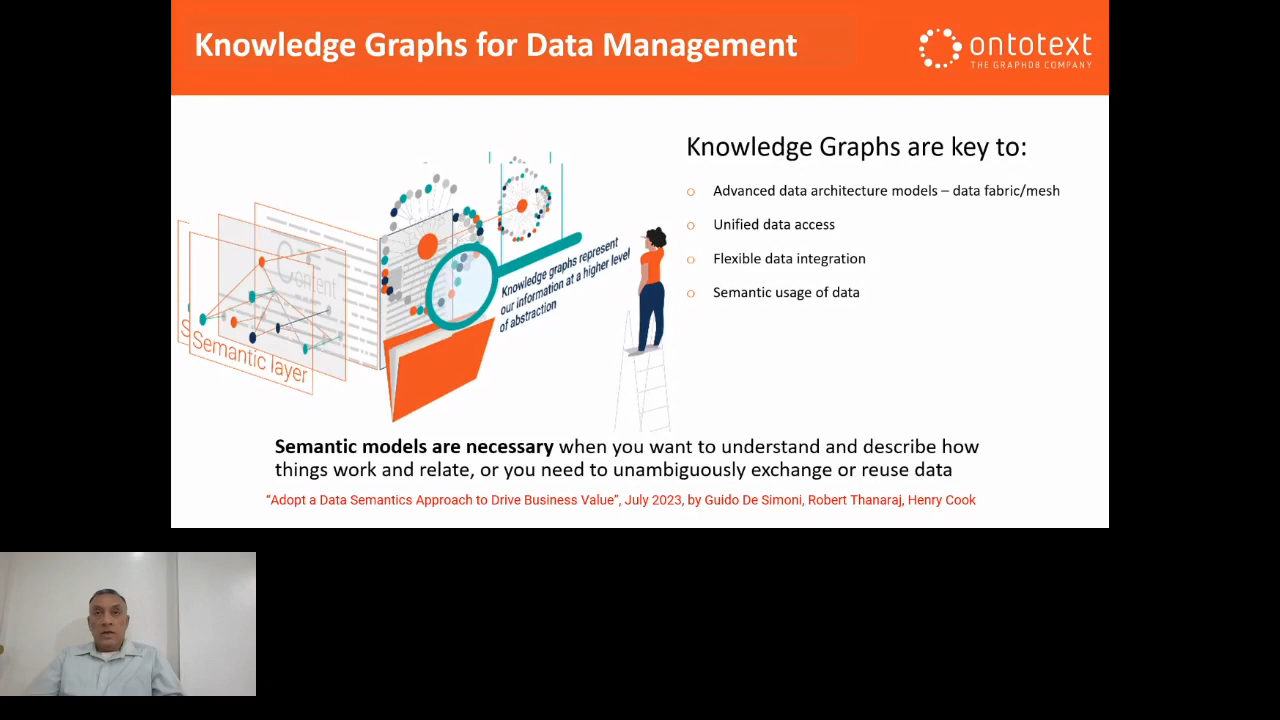 Knowledge Graphs for Data Management
ontotext
THE GRAPHDB COMPANY
Knowledge Graphs are key to:
Advanced data architecture models – data fabric/mesh
Unified data access
Flexible data integration
Semantic usage of data
Content
Semantic layer
Knowledge graphs represent
our information at a higher level
of abstraction
Semantic models are necessary when you want to understand and describe how
things work and relate, or you need to unambiguously exchange or reuse data
“Adopt a Data Semantics Approach to Drive Business Value”, July 2023, by Guido De Simoni, Robert Thanaraj, Henry Cook